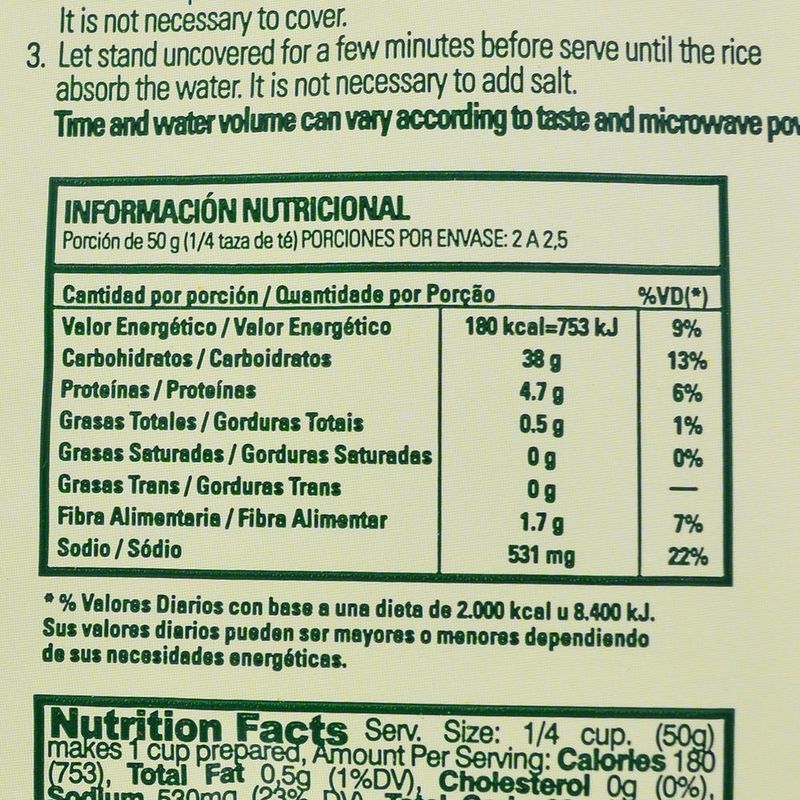 It is not necessary to cover.
3. Let stand uncovered for a few minutes before serve until the rice
absorb the water. It is not necessary to add salt.
Time and water volume can vary according to taste and microwave
INFORMACIÓN NUTRICIONAL
Porción de 50 g (1/4 taza de té) PORCIONES POR ENVASE: 2 A 2,5
Cantidad por porción / Quantidade por Porção %VD(*)
Valor Energético / Valor Energético 180 kcal=753 kJ 9%
Carbohidratos / Carboidratos 38 g 13%
Proteínas / Proteínas 4.7 g 6%
Grasas Totales / Gorduras Totais 0.5 g 1%
Grasas Saturadas / Gorduras Saturadas 0 g 0%
Grasas Trans / Gorduras Trans 0 g —
Fibra Alimentaria / Fibra Alimentar 1.7 g 7%
Sodio / Sódio 531 mg 22%
* % Valores Diarios con base a una dieta de 2.000 kcal u 8.400 kJ.
Sus valores diarios pueden ser mayores o menores dependiendo
de sus necesidades energéticas.
Nutrition Facts Serv. Size: 1/4 cup. (50g)
makes 1 cup prepared, Amount Per Serving: Calories 180
(753), Total Fat 0,5g (1%DV), Cholesterol 0g (0%),
Sodium 530mg (23% DV),